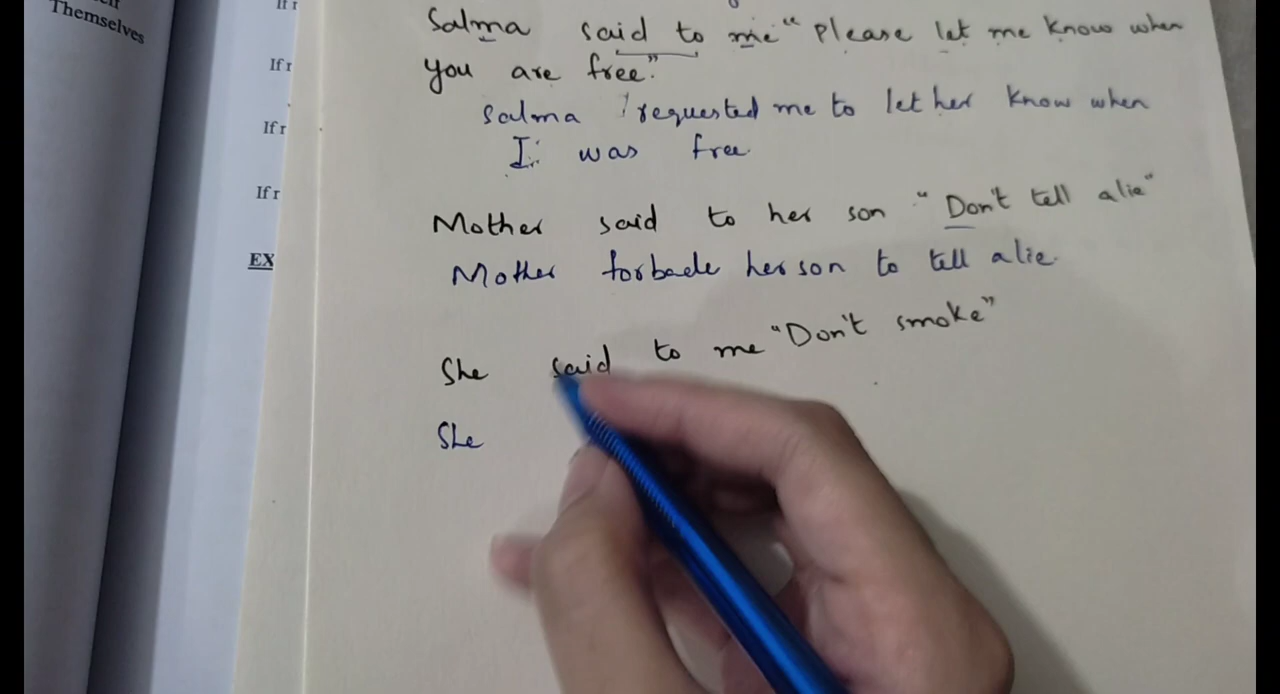 Themselves
If r
If r
If r
If r
EX
Salma said to me "Please let me know when
you are free."
Salma requested me to let her know when
I was free.
Mother said to her son "Don't tell a lie"
Mother forbade her son to tell a lie.
She said to me "Don't smoke"
She